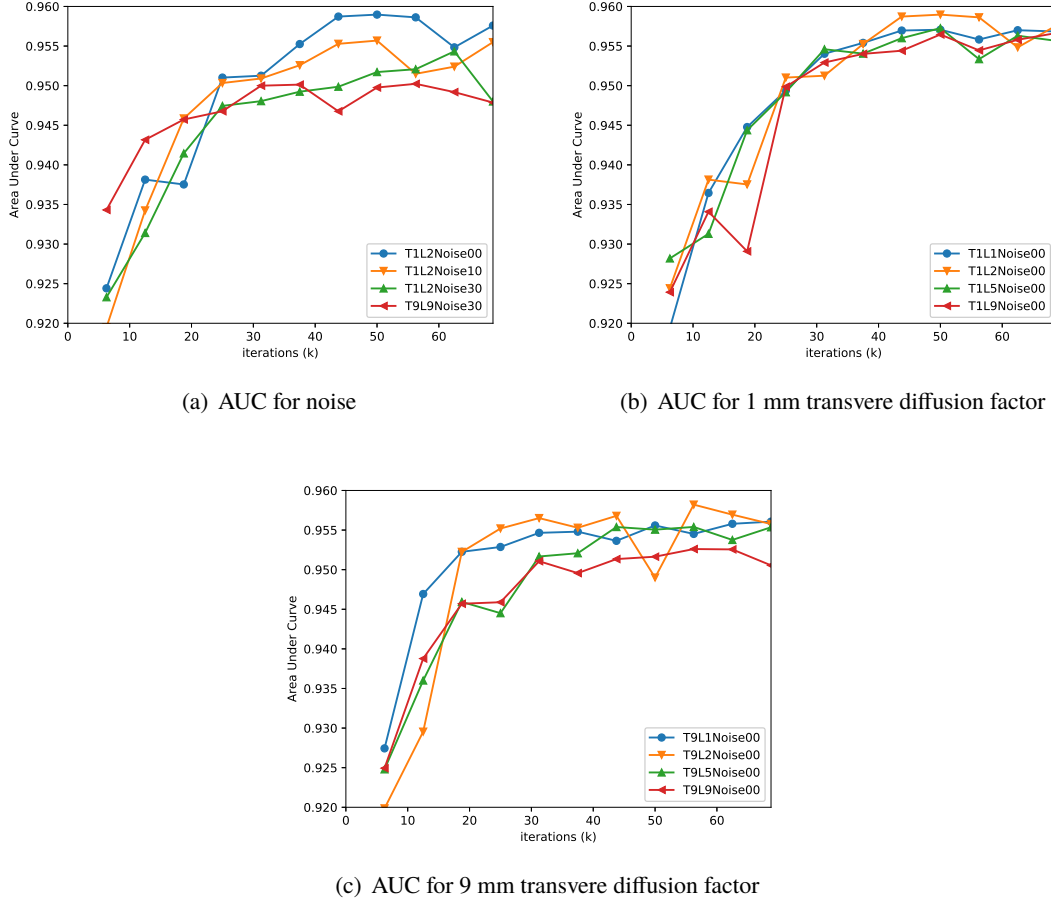 0.960
0.955
0.950
0.945
0.940
0.935
0.930
0.925
0.920
Area Under Curve
0 10 20 30 40 50 60
iterations (k)
T1L2Noise00
T1L2Noise10
T1L2Noise30
T9L9Noise30
(a) AUC for noise
0.960
0.955
0.950
0.945
0.940
0.935
0.930
0.925
0.920
Area Under Curve
0 10 20 30 40 50 60
iterations (k)
T1L1Noise00
T1L2Noise00
T1L5Noise00
T1L9Noise00
(b) AUC for 1 mm transvere diffusion factor
0.960
0.955
0.950
0.945
0.940
0.935
0.930
0.925
0.920
Area Under Curve
0 10 20 30 40 50 60
iterations (k)
T9L1Noise00
T9L2Noise00
T9L5Noise00
T9L9Noise00
(c) AUC for 9 mm transvere diffusion factor